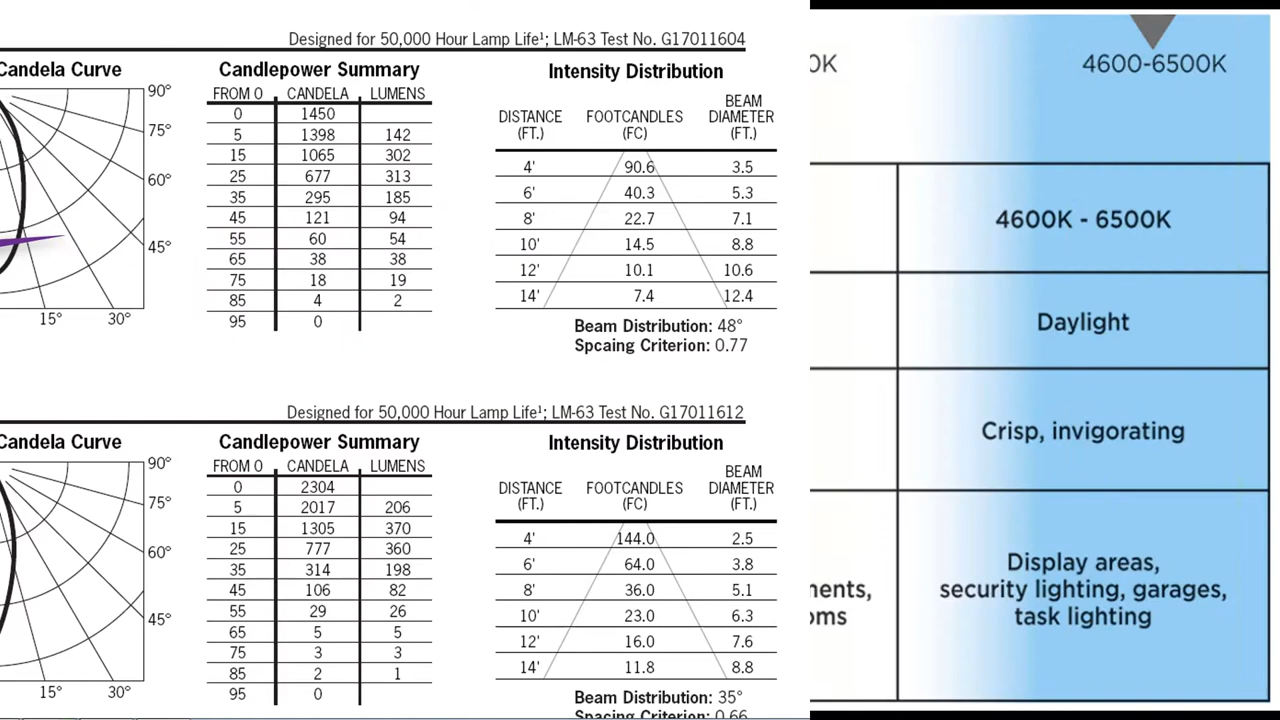 Designed for 50,000 Hour Lamp Life¹; LM-63 Test No. G17011604
Candela Curve
90°
75°
60°
45°
15° 30°
Candlepower Summary
FROM 0 CANDELA LUMENS
0 1450
5 1398 142
15 1065 302
25 677 313
35 295 185
45 121 94
55 60 54
65 38 38
75 18 19
85 4 2
95 0
Intensity Distribution
DISTANCE (FT.) FOOTCANDLES (FC) BEAM DIAMETER (FT.)
4' 90.6 3.5
6' 40.3 5.3
8' 22.7 7.1
10' 14.5 8.8
12' 10.1 10.6
14' 7.4 12.4
Beam Distribution: 48°
Spcaing Criterion: 0.77
Designed for 50,000 Hour Lamp Life¹; LM-63 Test No. G17011612
Candela Curve
90°
75°
60°
45°
15° 30°
Candlepower Summary
FROM 0 CANDELA LUMENS
0 2304
5 2017 206
15 1305 370
25 777 360
35 314 198
45 106 82
55 29 26
65 5 5
75 3 3
85 2 1
95 0
Intensity Distribution
DISTANCE (FT.) FOOTCANDLES (FC) BEAM DIAMETER (FT.)
4' 144.0 2.5
6' 64.0 3.8
8' 36.0 5.1
10' 23.0 6.3
12' 16.0 7.6
14' 11.8 8.8
Beam Distribution: 35°
Spacing Criterion: 0.66
0K 4600-6500K
4600K - 6500K
Daylight
Crisp, invigorating
Display areas,
security lighting, garages,
task lighting